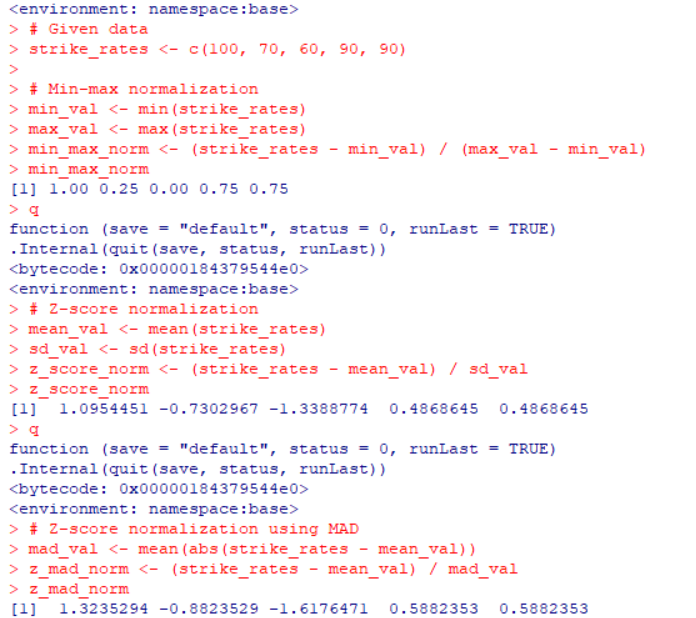 <environment: namespace:base>
> # Given data
> strike_rates <- c(100, 70, 60, 90, 90)
>
> # Min-max normalization
> min_val <- min(strike_rates)
> max_val <- max(strike_rates)
> min_max_norm <- (strike_rates - min_val) / (max_val - min_val)
> min_max_norm
[1] 1.00 0.25 0.00 0.75 0.75
> q
function (save = "default", status = 0, runLast = TRUE)
.Internal(quit(save, status, runLast))
<bytecode: 0x00000184379544e0>
<environment: namespace:base>
> # Z-score normalization
> mean_val <- mean(strike_rates)
> sd_val <- sd(strike_rates)
> z_score_norm <- (strike_rates - mean_val) / sd_val
> z_score_norm
[1]  1.0954451 -0.7302967 -1.3388774  0.4868645  0.4868645
> q
function (save = "default", status = 0, runLast = TRUE)
.Internal(quit(save, status, runLast))
<bytecode: 0x00000184379544e0>
<environment: namespace:base>
> # Z-score normalization using MAD
> mad_val <- mean(abs(strike_rates - mean_val))
> z_mad_norm <- (strike_rates - mean_val) / mad_val
> z_mad_norm
[1]  1.3235294 -0.8823529 -1.6176471  0.5882353  0.5882353